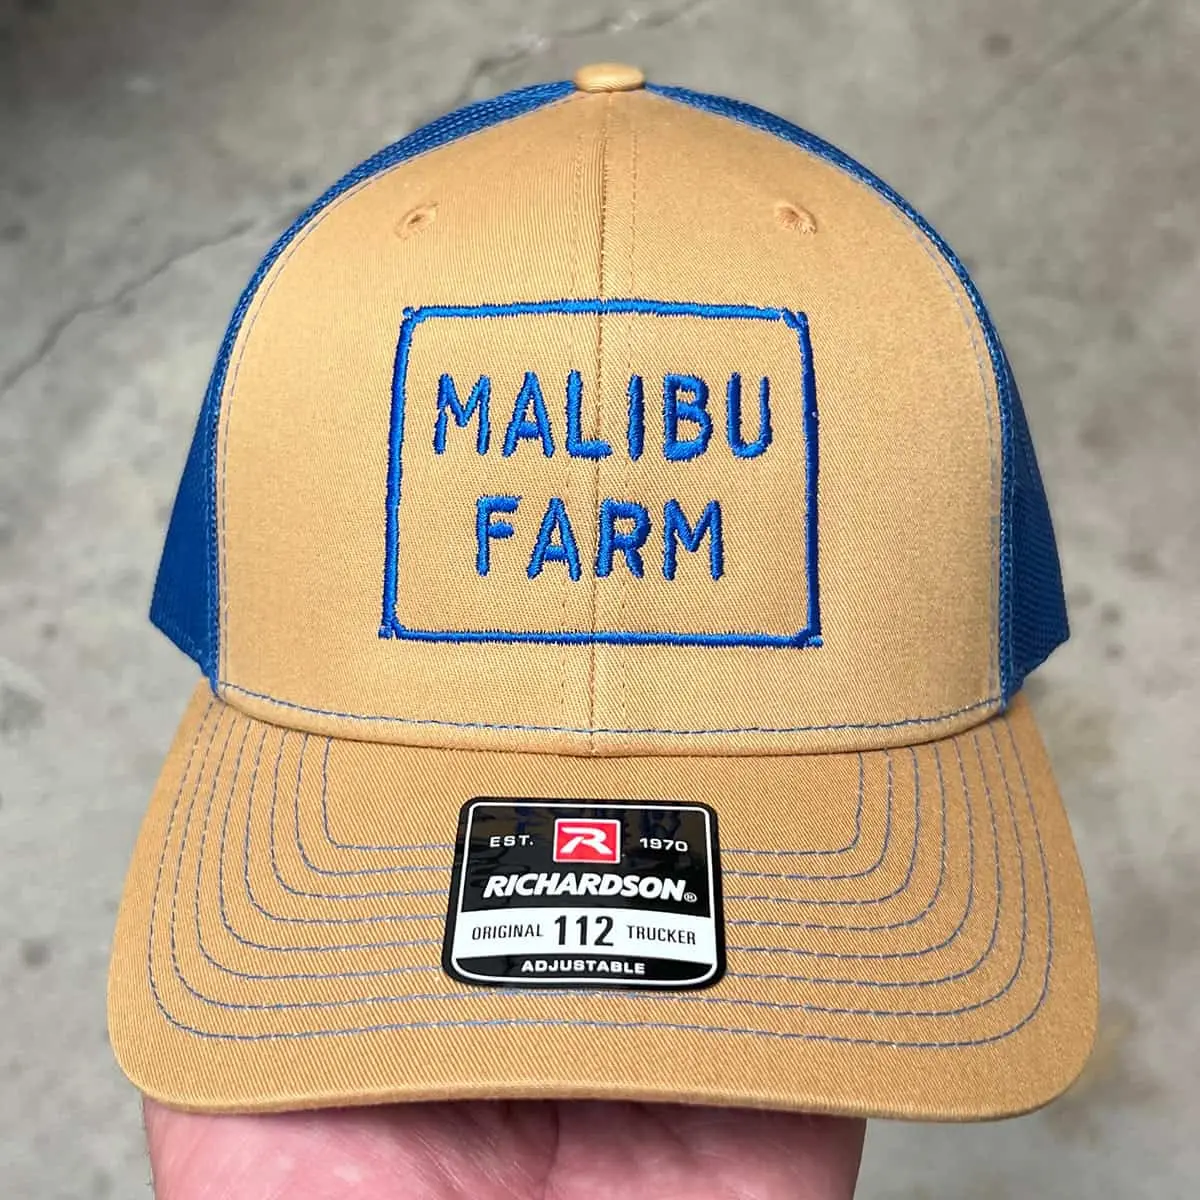 MALIBU
FARM
EST. R 1970
RICHARDSON®
ORIGINAL 112 TRUCKER
ADJUSTABLE